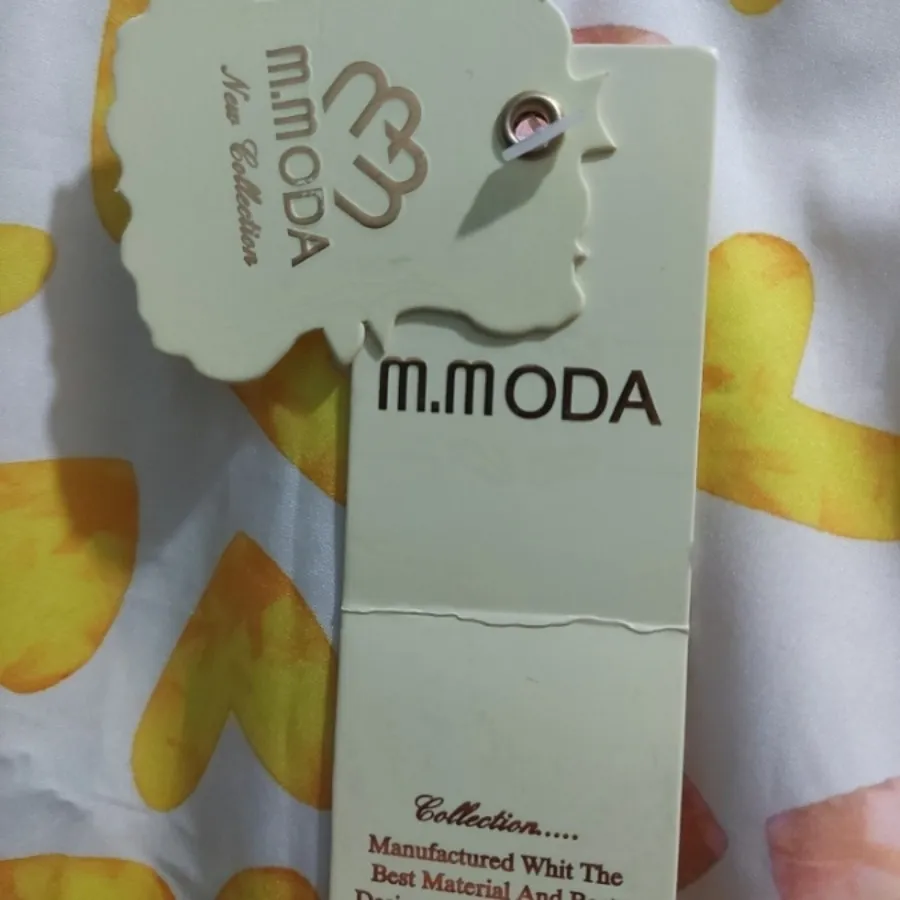 m.mODA
New Collection
m.mODA
Collection.....
Manufactured Whit The
Best Material And